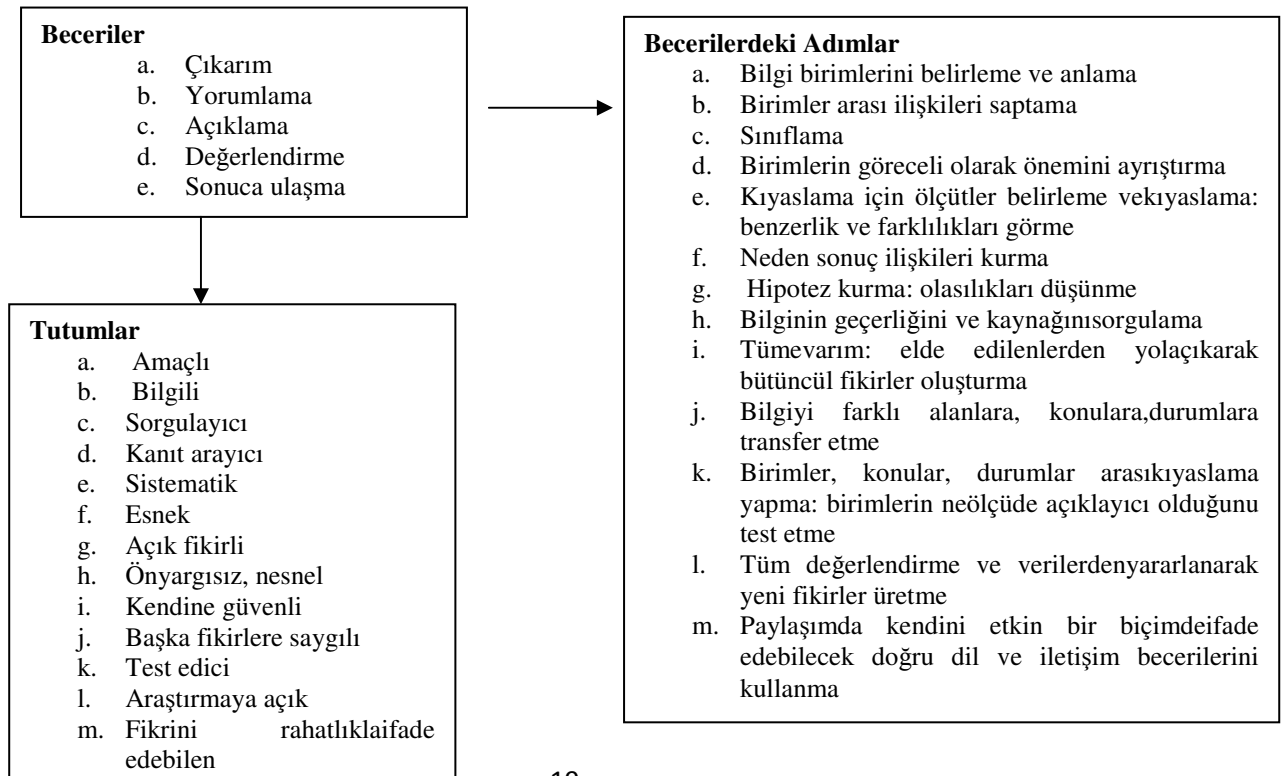 Beceriler
a. Çıkarım
b. Yorumlama
c. Açıklama
d. Değerlendirme
e. Sonuca ulaşma
Tutumlar
a. Amaçlı
b. Bilgili
c. Sorgulayıcı
d. Kanıt arayıcı
e. Sistematik
f. Esnek
g. Açık fikirli
h. Önyargısız, nesnel
i. Kendine güvenli
j. Başka fikirlere saygılı
k. Test edici
l. Araştırmaya açık
m. Fikrini rahatlıklaifade
edebilen
Becerilerdeki Adımlar
a. Bilgi birimlerini belirleme ve anlama
b. Birimler arası ilişkileri saptama
c. Sınıflama
d. Birimlerin göreceli olarak önemini ayrıştırma
e. Kıyaslama için ölçütler belirleme vekıyaslama:
benzerlik ve farklılıkları görme
f. Neden sonuç ilişkileri kurma
g. Hipotez kurma: olasılıkları düşünme
h. Bilginin geçerliğini ve kaynağınısorgulama
i. Tümevarım: elde edilenlerden yolaçıkarak
bütüncül fikirler oluşturma
j. Bilgiyi farklı alanlara, konulara,durumlara
transfer etme
k. Birimler, konular, durumlar arasıkıyaslama
yapma: birimlerin neölçüde açıklayıcı olduğunu
test etme
l. Tüm değerlendirme ve verilerdenyararlanarak
yeni fikirler üretme
m. Paylaşımda kendini etkin bir biçimdeifade
edebilecek doğru dil ve iletişim becerilerini
kullanma